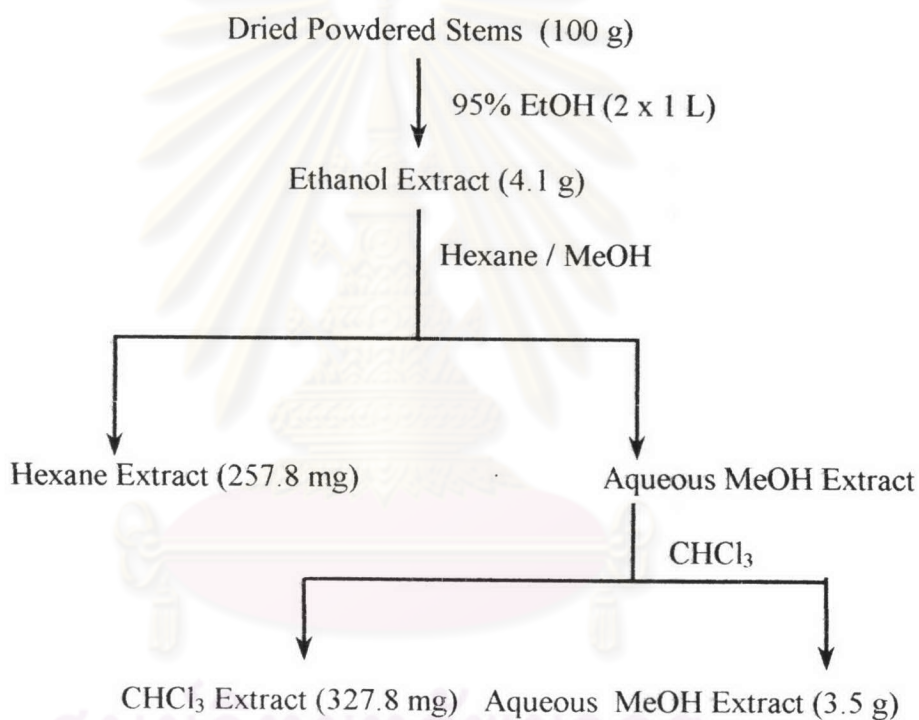 Dried Powdered Stems (100 g)
95% EtOH (2 x 1 L)
Ethanol Extract (4.1 g)
Hexane / MeOH
Hexane Extract (257.8 mg)
Aqueous MeOH Extract
CHCl₃
CHCl₃ Extract (327.8 mg) Aqueous MeOH Extract (3.5 g)